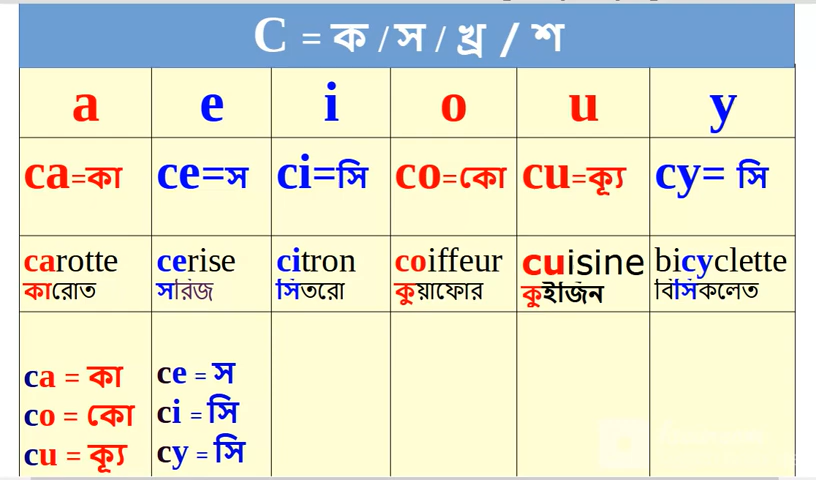 C = ক / স / খ্র / শ
a e i o u y
ca=কা ce=স ci=সি co=কো cu=ক্যূ cy= সি
carotte cerise citron coiffeur cuisine bicyclette
কারোত সরিজ সিতরো কুয়াফোর কুইজিন বিসিকলেত
ca = কা ce = স
co = কো ci = সি
cu = ক্যূ cy = সি